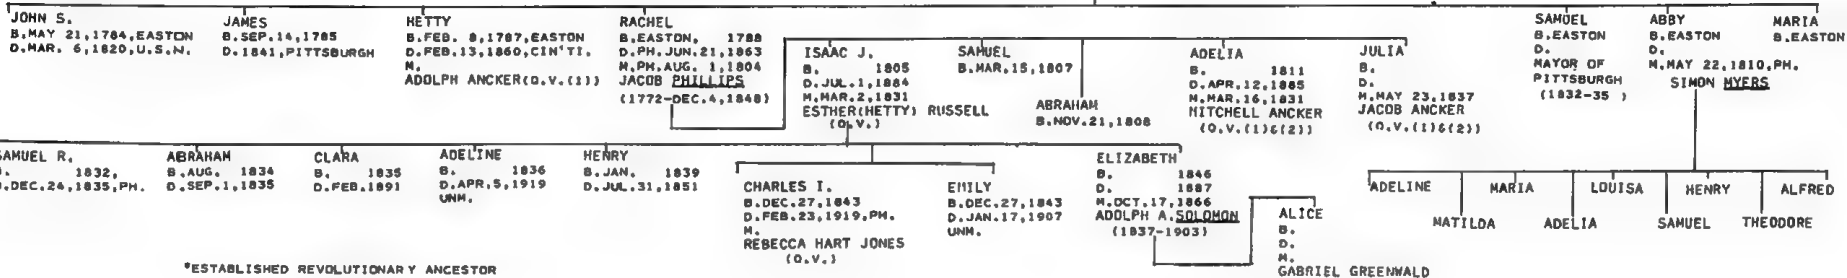 JOHN S.
B.MAY 21,1784,EASTON
D.MAR. 6,1820,U.S.N.
JAMES
B.SEP.14,1785
D.1841,PITTSBURGH
HETTY
B.FEB. 8,1787,EASTON
D.FEB.13,1860,CIN'TI.
M.
ADOLPH ANCKER(Q.V.(1))
RACHEL
B.EASTON, 1788
D.PH.JUN.21,1863
M.PH.AUG. 1,1804
JACOB PHILLIPS
(1772-DEC.4,1848)
ISAAC J.
B. 1805
D.JUL.1,1884
M.MAR.2,1831
ESTHER(HETTY) RUSSELL
(Q.V.)
SAMUEL
B.MAR.15,1807
ABRAHAM
B.NOV.21,1808
ADELIA
B. 1811
D.APR.12,1885
M.MAR.16,1831
MITCHELL ANCKER
(Q.V.(1)&(2))
JULIA
B.
D.
M.MAY 23,1837
JACOB ANCKER
(Q.V.(1)&(2))
SAMUEL
B.EASTON
D.
MAYOR OF
PITTSBURGH
(1832-35 )
ABBY
B.EASTON
D.
M.MAY 22,1810,PH.
SIMON MYERS
MARIA
B.EASTON
SAMUEL R.
B. 1832,
D.DEC.24,1835,PH.
ABRAHAM
B.AUG. 1834
D.SEP.1,1835
CLARA
B. 1835
D.FEB.1891
ADELINE
B. 1836
D.APR.5,1919
UNM.
HENRY
B.JAN. 1839
D.JUL.31,1851
CHARLES I.
B.DEC.27,1843
D.FEB.23,1919,PH.
M.
REBECCA HART JONES
(Q.V.)
EMILY
B.DEC.27,1843
D.JAN.17,1907
UNM.
ELIZABETH
B. 1846
D. 1887
M.OCT.17,1866
ADOLPH A.SOLOMON
(1837-1903)
ALICE
B.
D.
M.
GABRIEL GREENWALD
ADELINE
MATILDA
MARIA
ADELIA
LOUISA
SAMUEL
HENRY
THEODORE
ALFRED
*ESTABLISHED REVOLUTIONARY ANCESTOR